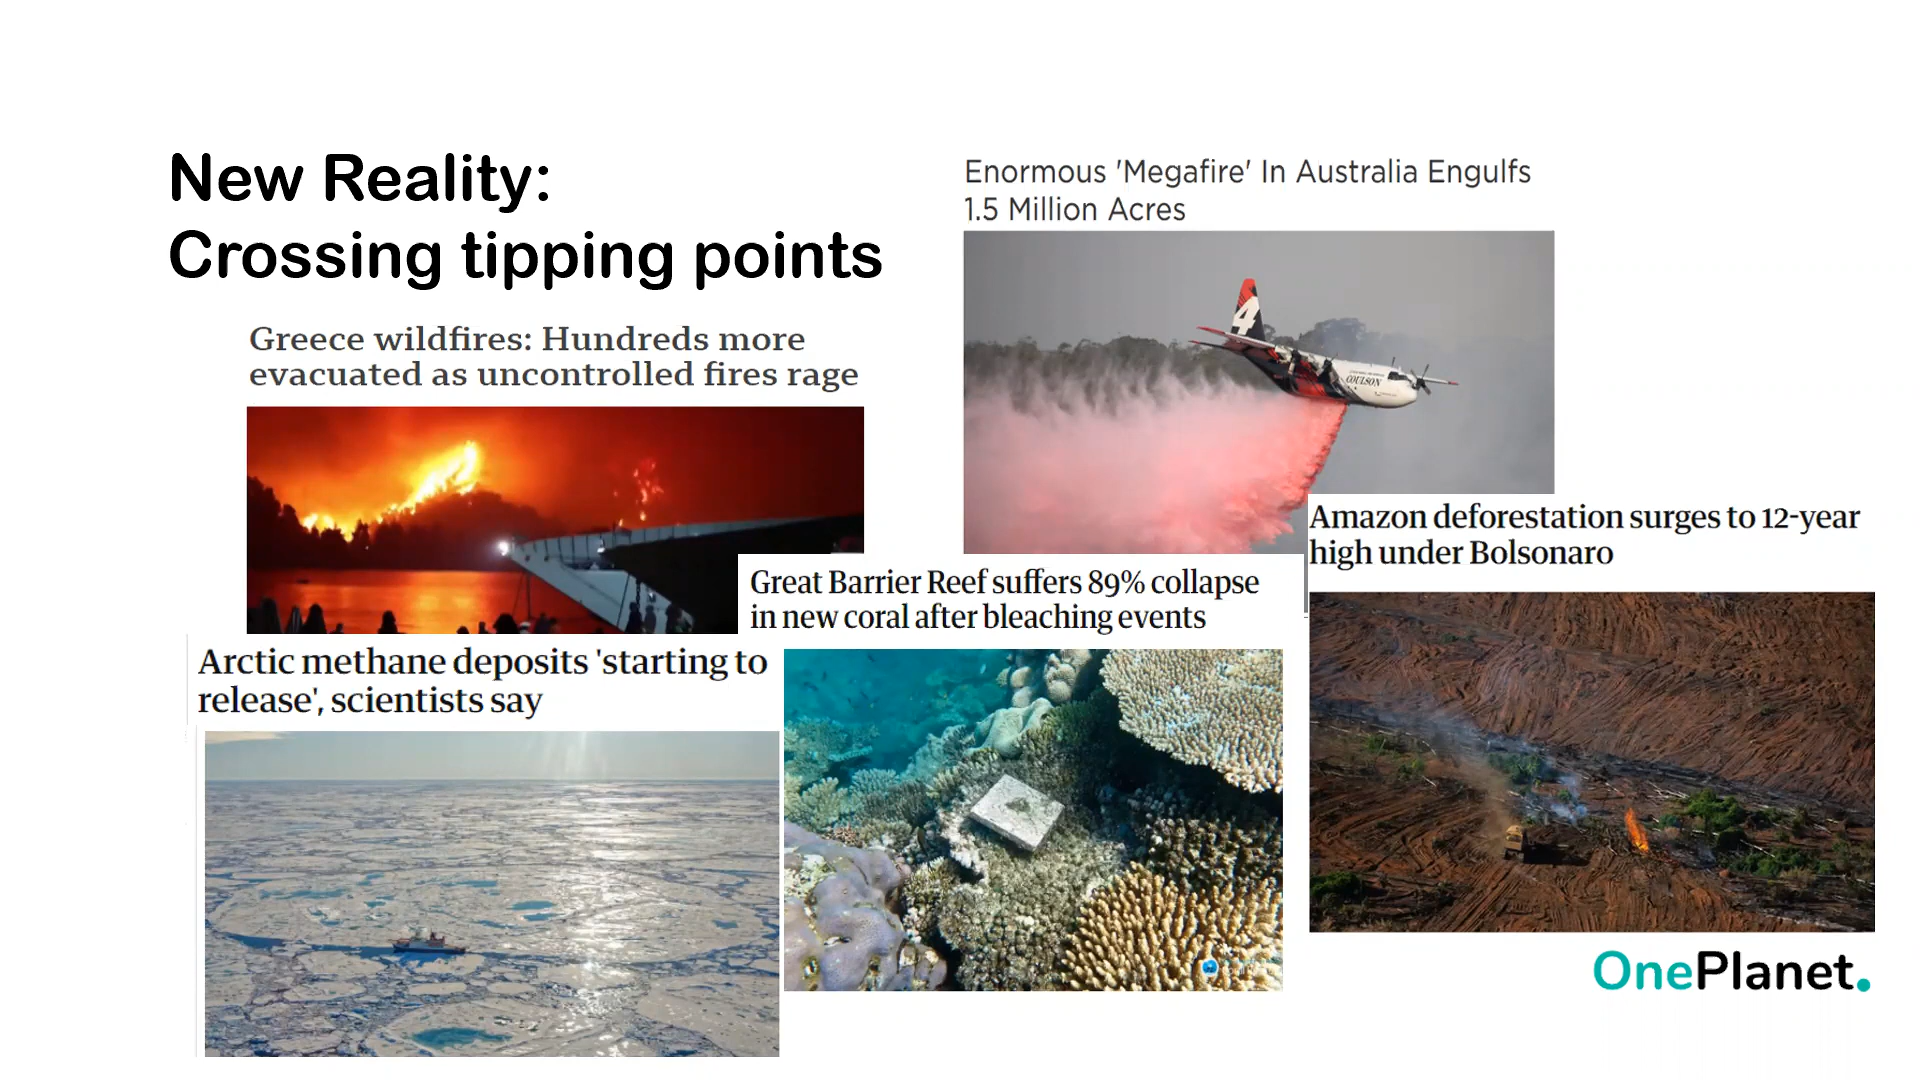 New Reality:
Crossing tipping points
Enormous 'Megafire' In Australia Engulfs
1.5 Million Acres
4
COULSON
Greece wildfires: Hundreds more
evacuated as uncontrolled fires rage
Amazon deforestation surges to 12-year
high under Bolsonaro
Great Barrier Reef suffers 89% collapse
in new coral after bleaching events
Arctic methane deposits 'starting to
release', scientists say
OnePlanet.